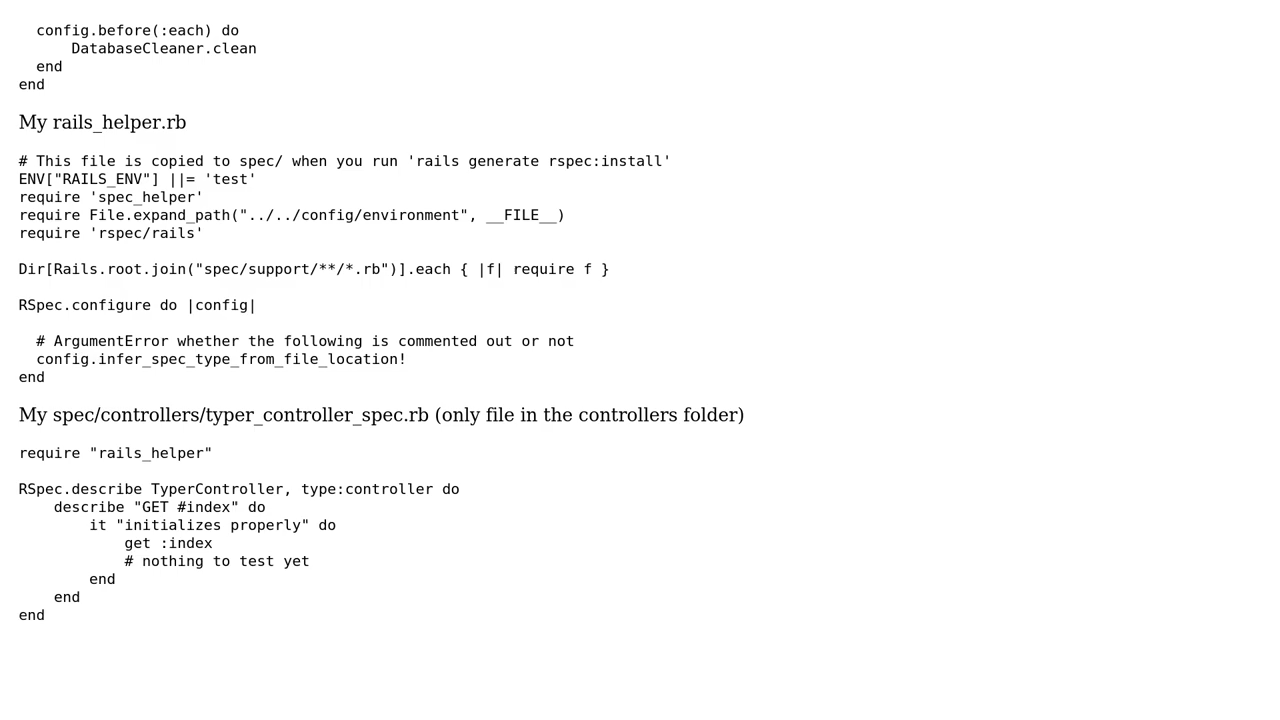 config.before(:each) do
      DatabaseCleaner.clean
  end
end
My rails_helper.rb
# This file is copied to spec/ when you run 'rails generate rspec:install'
ENV["RAILS_ENV"] ||= 'test'
require 'spec_helper'
require File.expand_path("../../config/environment", __FILE__)
require 'rspec/rails'
Dir[Rails.root.join("spec/support/**/*.rb")].each { |f| require f }
RSpec.configure do |config|
  # ArgumentError whether the following is commented out or not
  config.infer_spec_type_from_file_location!
end
My spec/controllers/typer_controller_spec.rb (only file in the controllers folder)
require "rails_helper"
RSpec.describe TyperController, type:controller do
    describe "GET #index" do
        it "initializes properly" do
            get :index
            # nothing to test yet
        end
    end
end